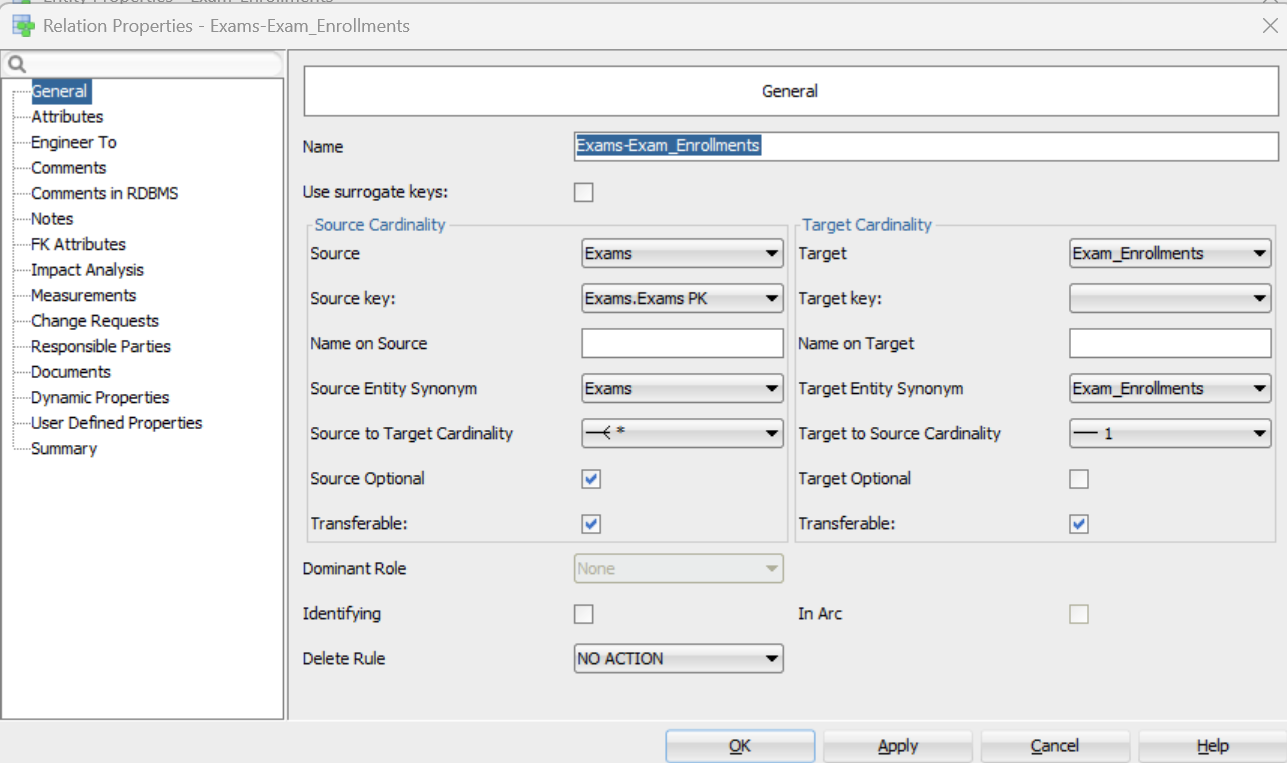 Entity Properties - Exam_Enrollments
Relation Properties - Exams-Exam_Enrollments
General
Attributes
Engineer To
Comments
Comments in RDBMS
Notes
FK Attributes
Impact Analysis
Measurements
Change Requests
Responsible Parties
Documents
Dynamic Properties
User Defined Properties
Summary
General
Name Exams-Exam_Enrollments
Use surrogate keys:
Source Cardinality Target Cardinality
Source Exams Target Exam_Enrollments
Source key: Exams.Exams PK Target key:
Name on Source Name on Target
Source Entity Synonym Exams Target Entity Synonym Exam_Enrollments
Source to Target Cardinality * Target to Source Cardinality 1
Source Optional Target Optional
Transferable: Transferable:
Dominant Role None
Identifying In Arc
Delete Rule NO ACTION
OK Apply Cancel Help